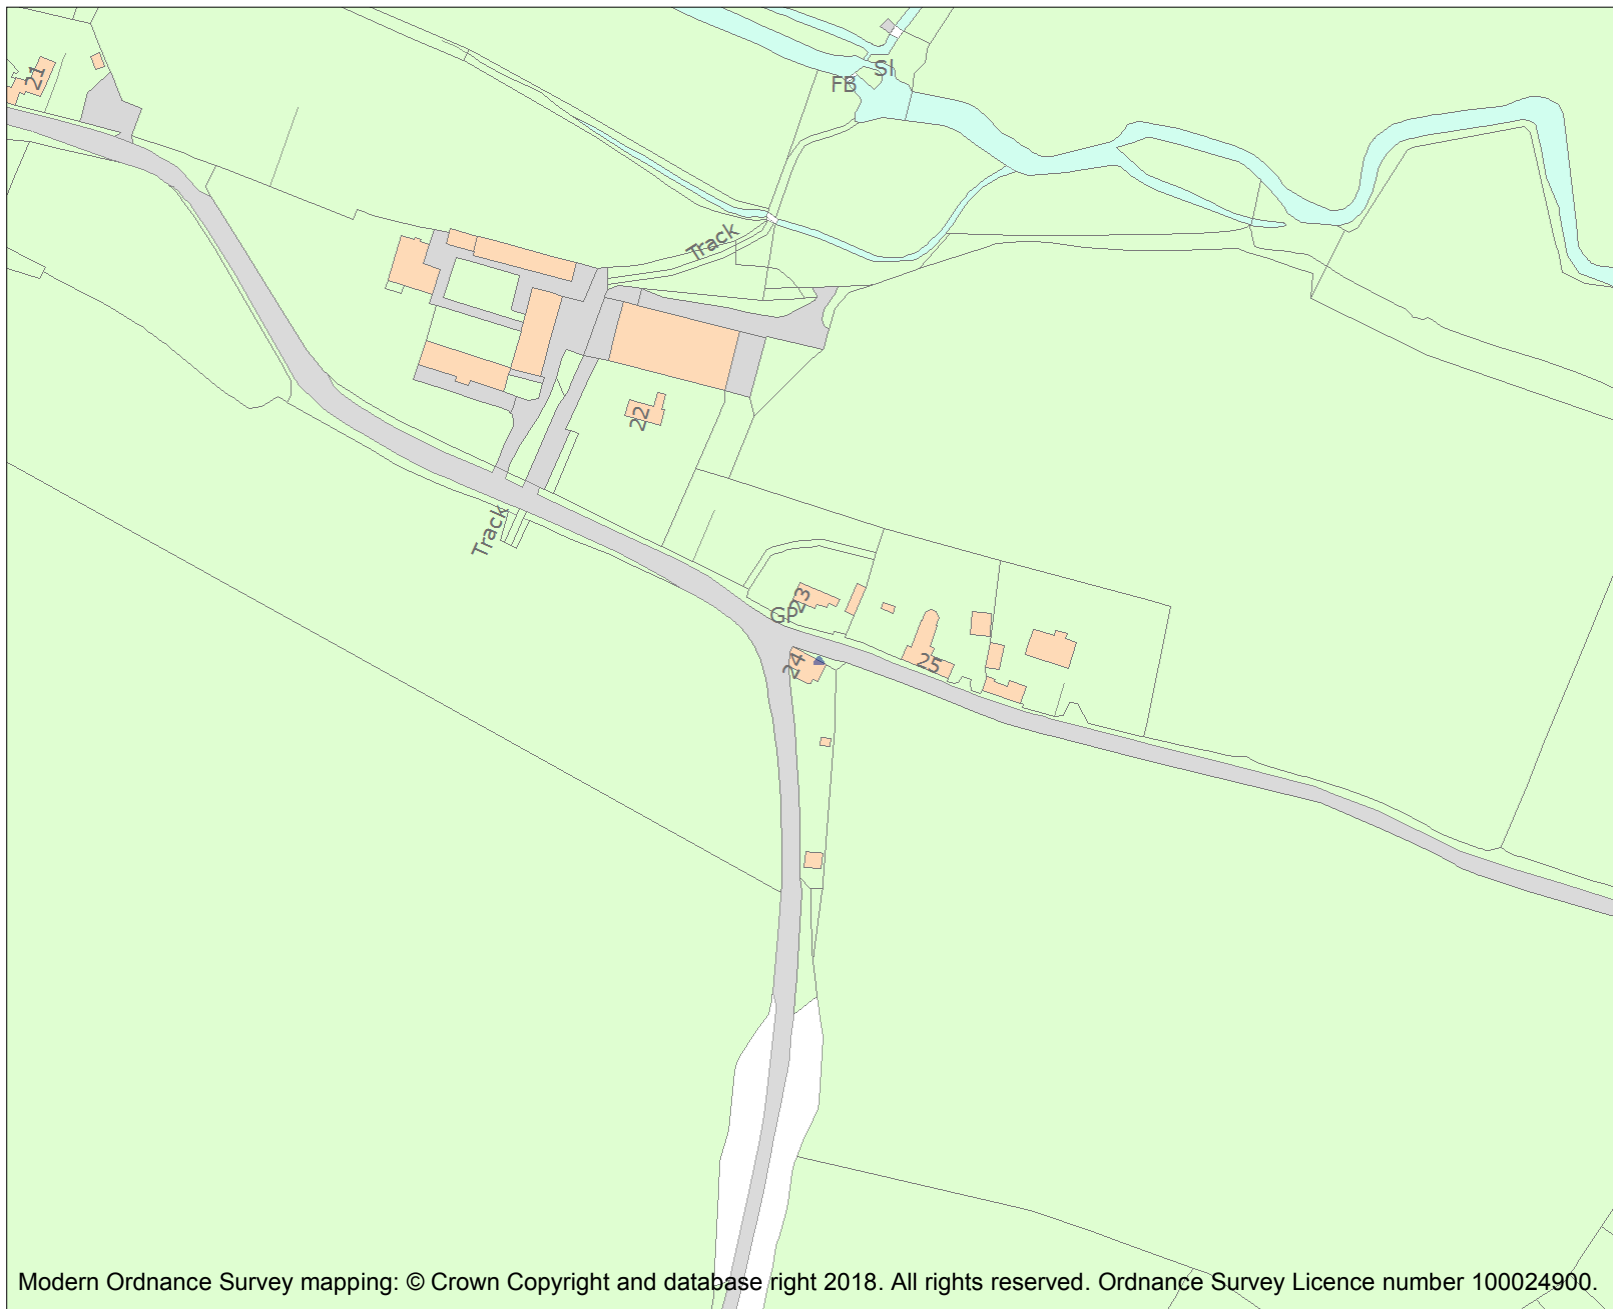 Sl
FB
21
Track
22
Track
23
GP
24
25
Modern Ordnance Survey mapping: © Crown Copyright and database right 2018. All rights reserved. Ordnance Survey Licence number 100024900.